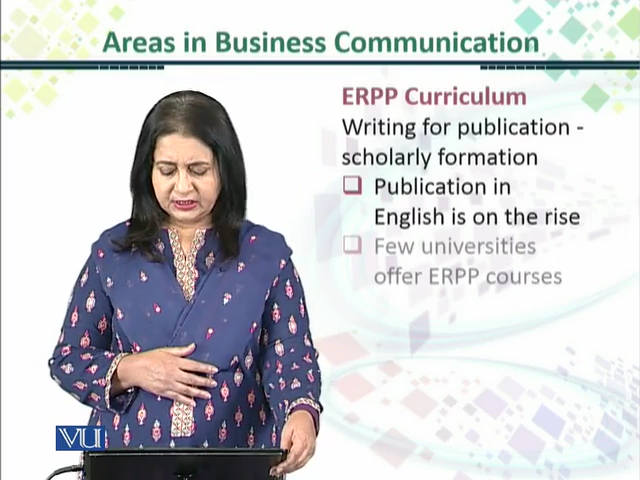 Areas in Business Communication
ERPP Curriculum
Writing for publication -
scholarly formation
Publication in
English is on the rise
Few universities
offer ERPP courses
VU